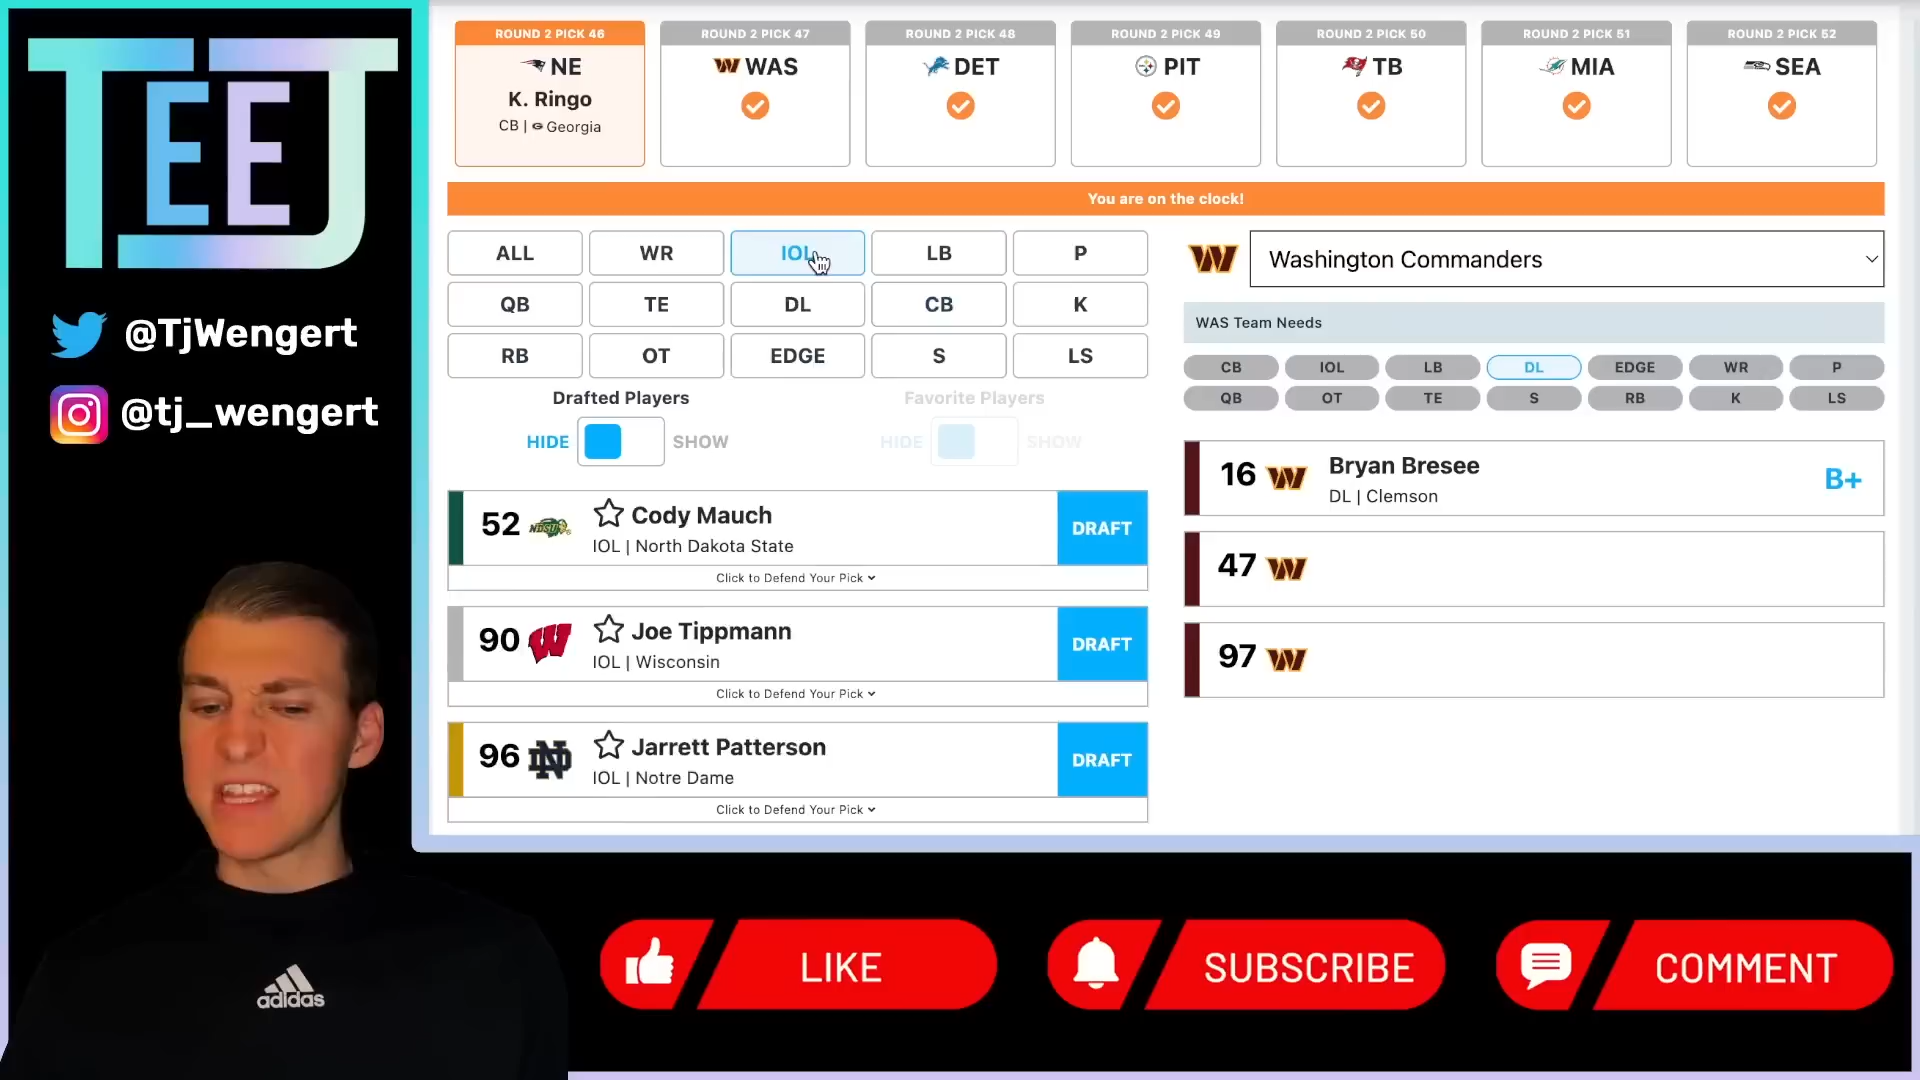 TEEJ
@TjWengert
@tj_wengert
adidas
ROUND 2 PICK 46
NE
K. Ringo
CB | Georgia
ROUND 2 PICK 47
WAS
ROUND 2 PICK 48
DET
ROUND 2 PICK 49
PIT
ROUND 2 PICK 50
TB
ROUND 2 PICK 51
MIA
ROUND 2 PICK 52
SEA
You are on the clock!
ALL WR IOL LB P
QB TE DL CB K
RB OT EDGE S LS
Drafted Players
HIDE SHOW
Favorite Players
HIDE SHOW
52 NDSU Cody Mauch
IOL | North Dakota State
DRAFT
Click to Defend Your Pick
90 W Joe Tippmann
IOL | Wisconsin
DRAFT
Click to Defend Your Pick
96 ND Jarrett Patterson
IOL | Notre Dame
DRAFT
Click to Defend Your Pick
W Washington Commanders
WAS Team Needs
CB IOL LB DL EDGE WR P
QB OT TE S RB K LS
16 W Bryan Bresee
DL | Clemson
B+
47 W
97 W
LIKE
SUBSCRIBE
COMMENT